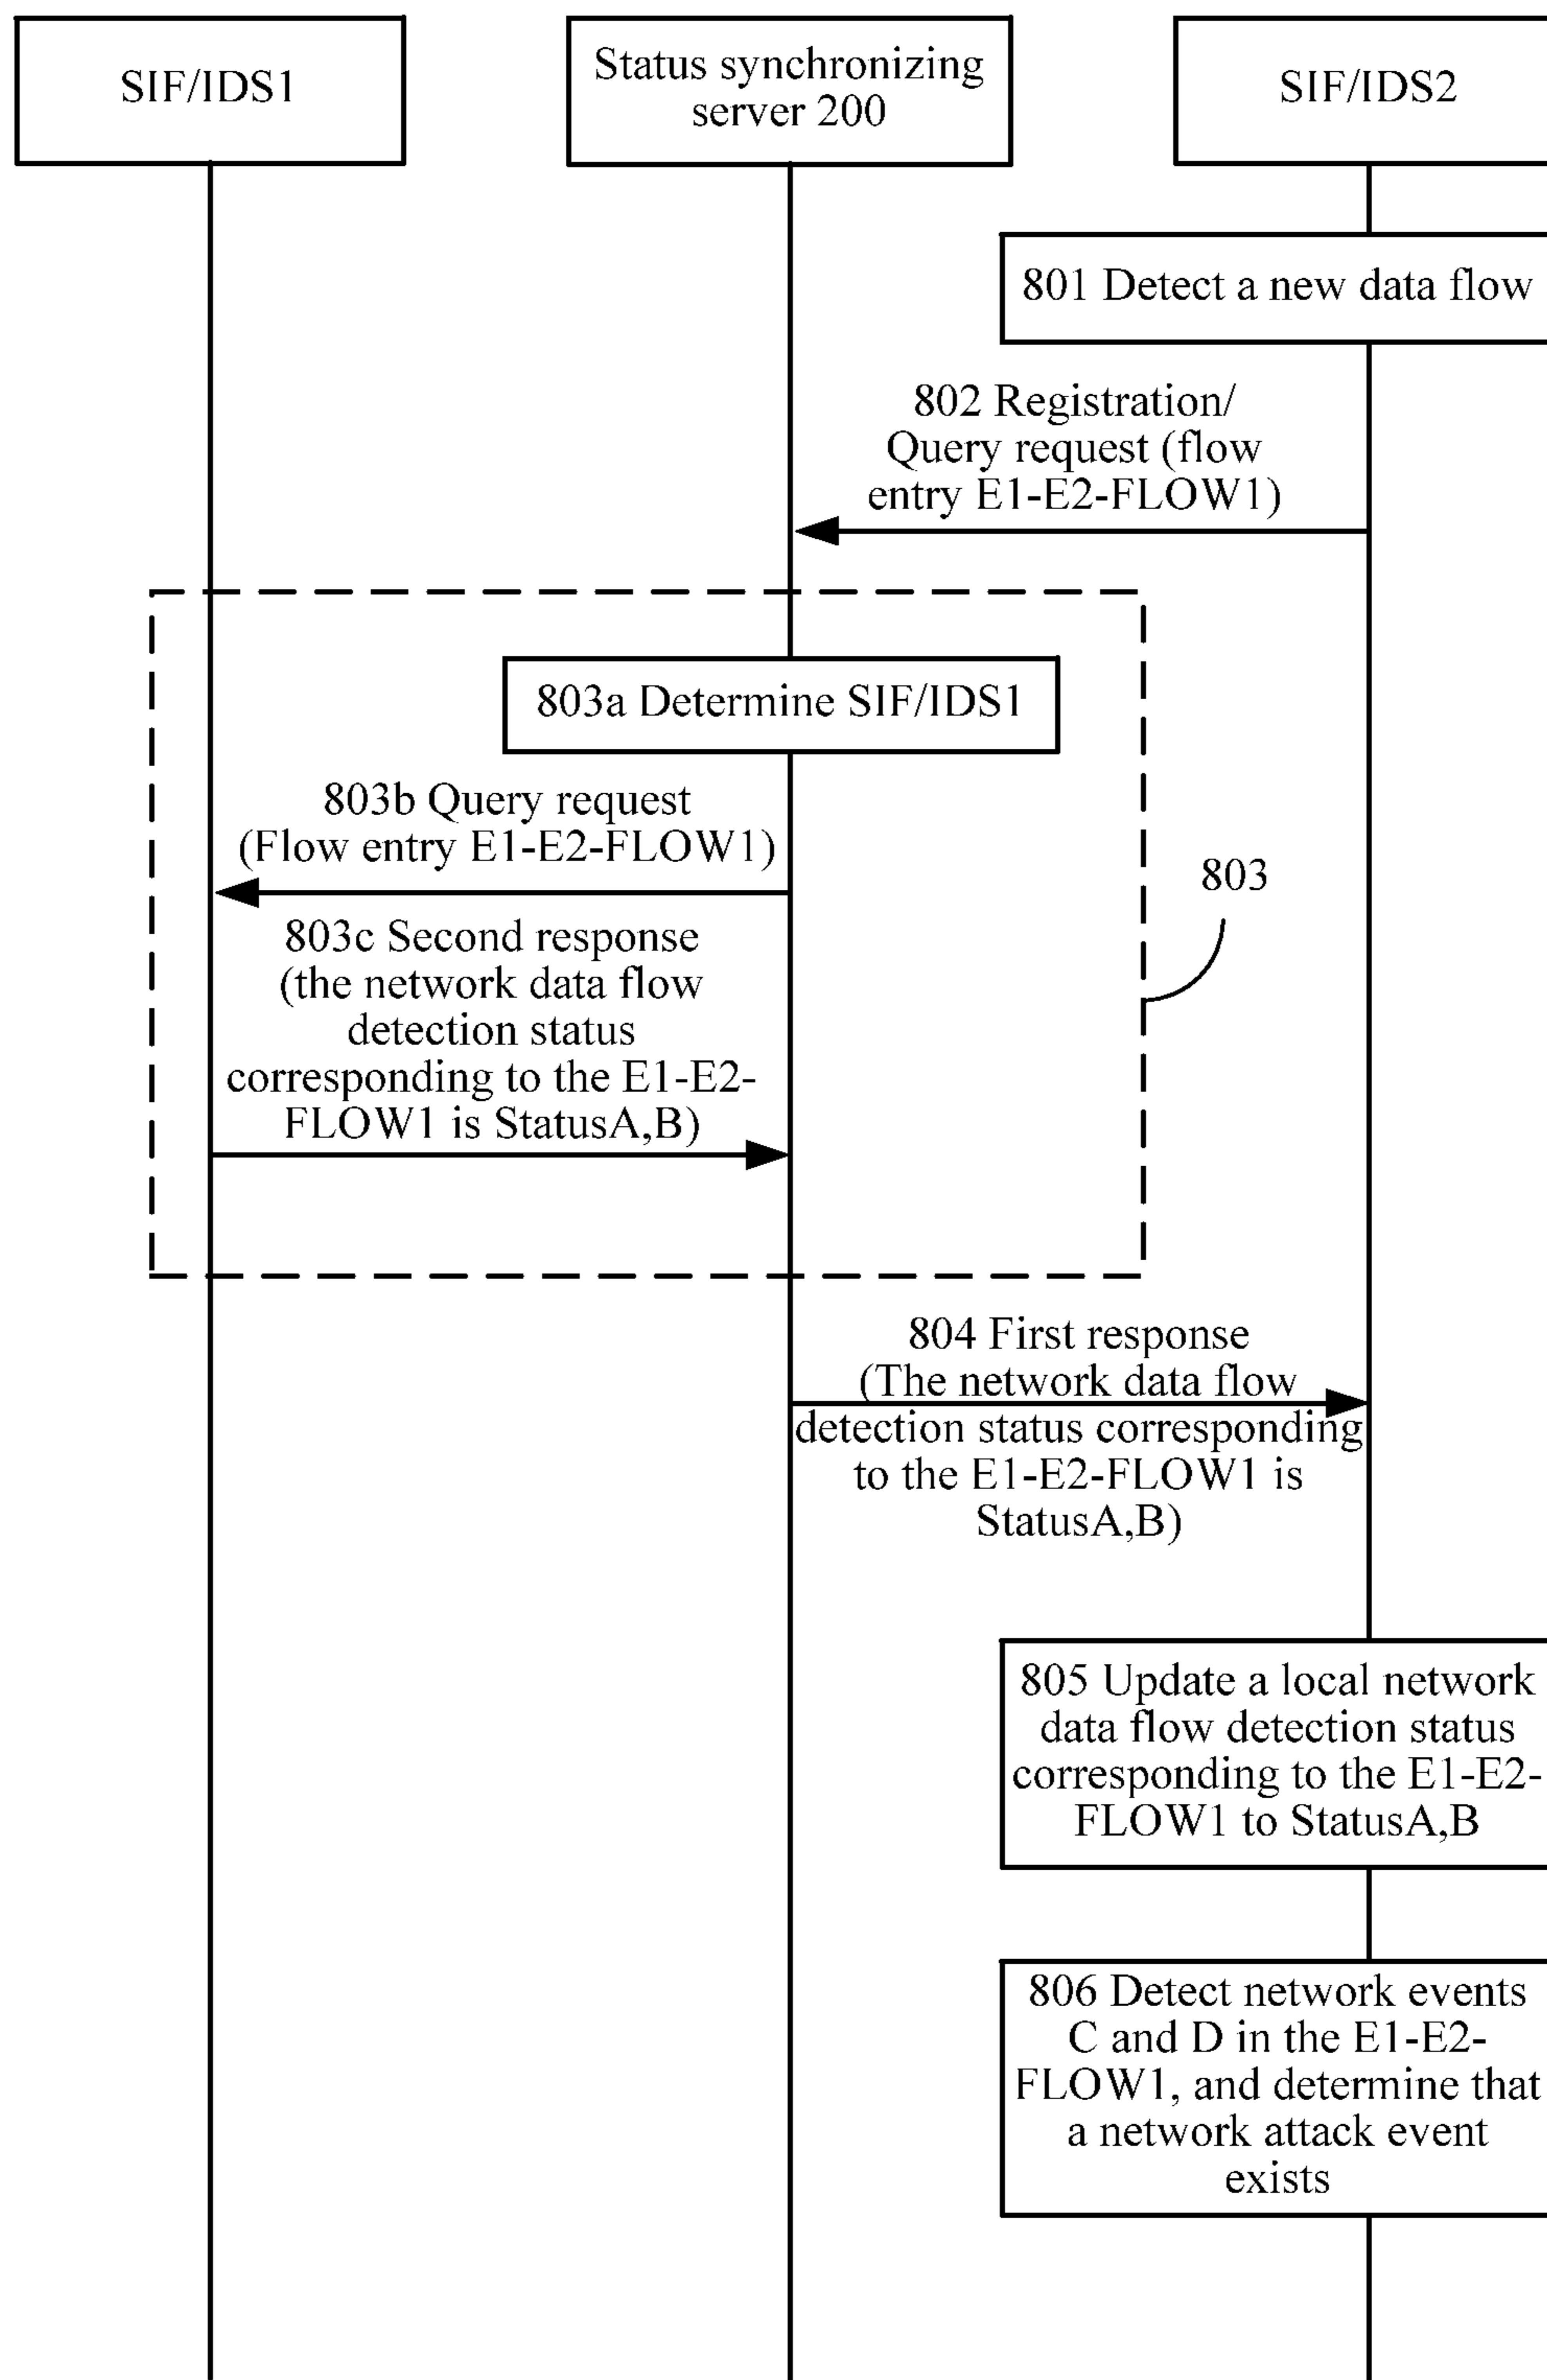 SIF/IDS1
Status synchronizing
server 200
SIF/IDS2
801 Detect a new data flow
802 Registration/
Query request (flow
entry E1-E2-FLOW1)
803a Determine SIF/IDS1
803b Query request
(Flow entry E1-E2-FLOW1)
803
803c Second response
(the network data flow
detection status
corresponding to the E1-E2-
FLOW1 is StatusA,B)
804 First response
(The network data flow
detection status corresponding
to the E1-E2-FLOW1 is
StatusA,B)
805 Update a local network
data flow detection status
corresponding to the E1-E2-
FLOW1 to StatusA,B
806 Detect network events
C and D in the E1-E2-
FLOW1, and determine that
a network attack event
exists